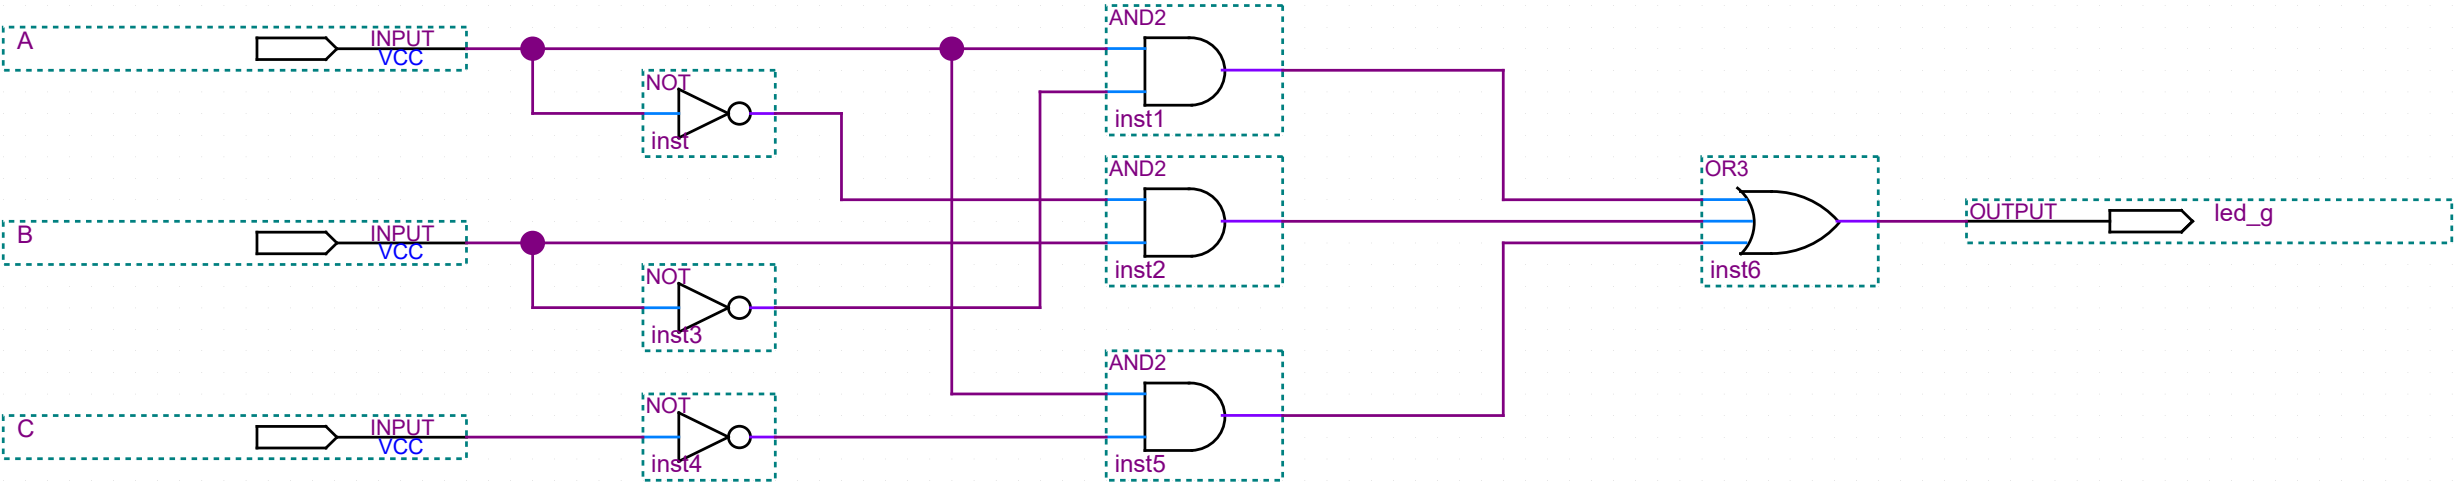 A
INPUT
VCC
NOT
inst
B
INPUT
VCC
NOT
inst3
C
INPUT
VCC
NOT
inst4
AND2
inst1
AND2
inst2
AND2
inst5
OR3
inst6
OUTPUT
led_g